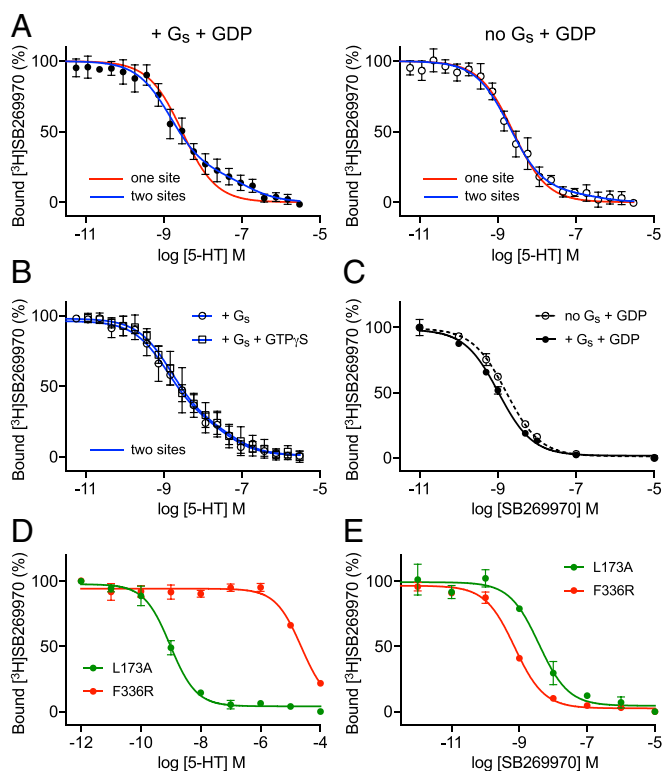 A
+ Gs + GDP
no Gs + GDP
Bound [³H]SB269970 (%)
100
50
0
one site
two sites
-11
-9
-7
-5
log [5-HT] M
Bound [³H]SB269970 (%)
100
50
0
one site
two sites
-11
-9
-7
-5
log [5-HT] M
B
Bound [³H]SB269970 (%)
100
50
0
+ Gs
+ Gs + GTPγS
two sites
-11
-9
-7
-5
log [5-HT] M
C
Bound [³H]SB269970 (%)
100
50
0
no Gs + GDP
+ Gs + GDP
-11
-9
-7
-5
log [SB269970] M
D
Bound [³H]SB269970 (%)
100
50
0
L173A
F336R
-12
-10
-8
-6
-4
log [5-HT] M
E
Bound [³H]SB269970 (%)
100
50
0
L173A
F336R
-11
-9
-7
-5
log [SB269970] M